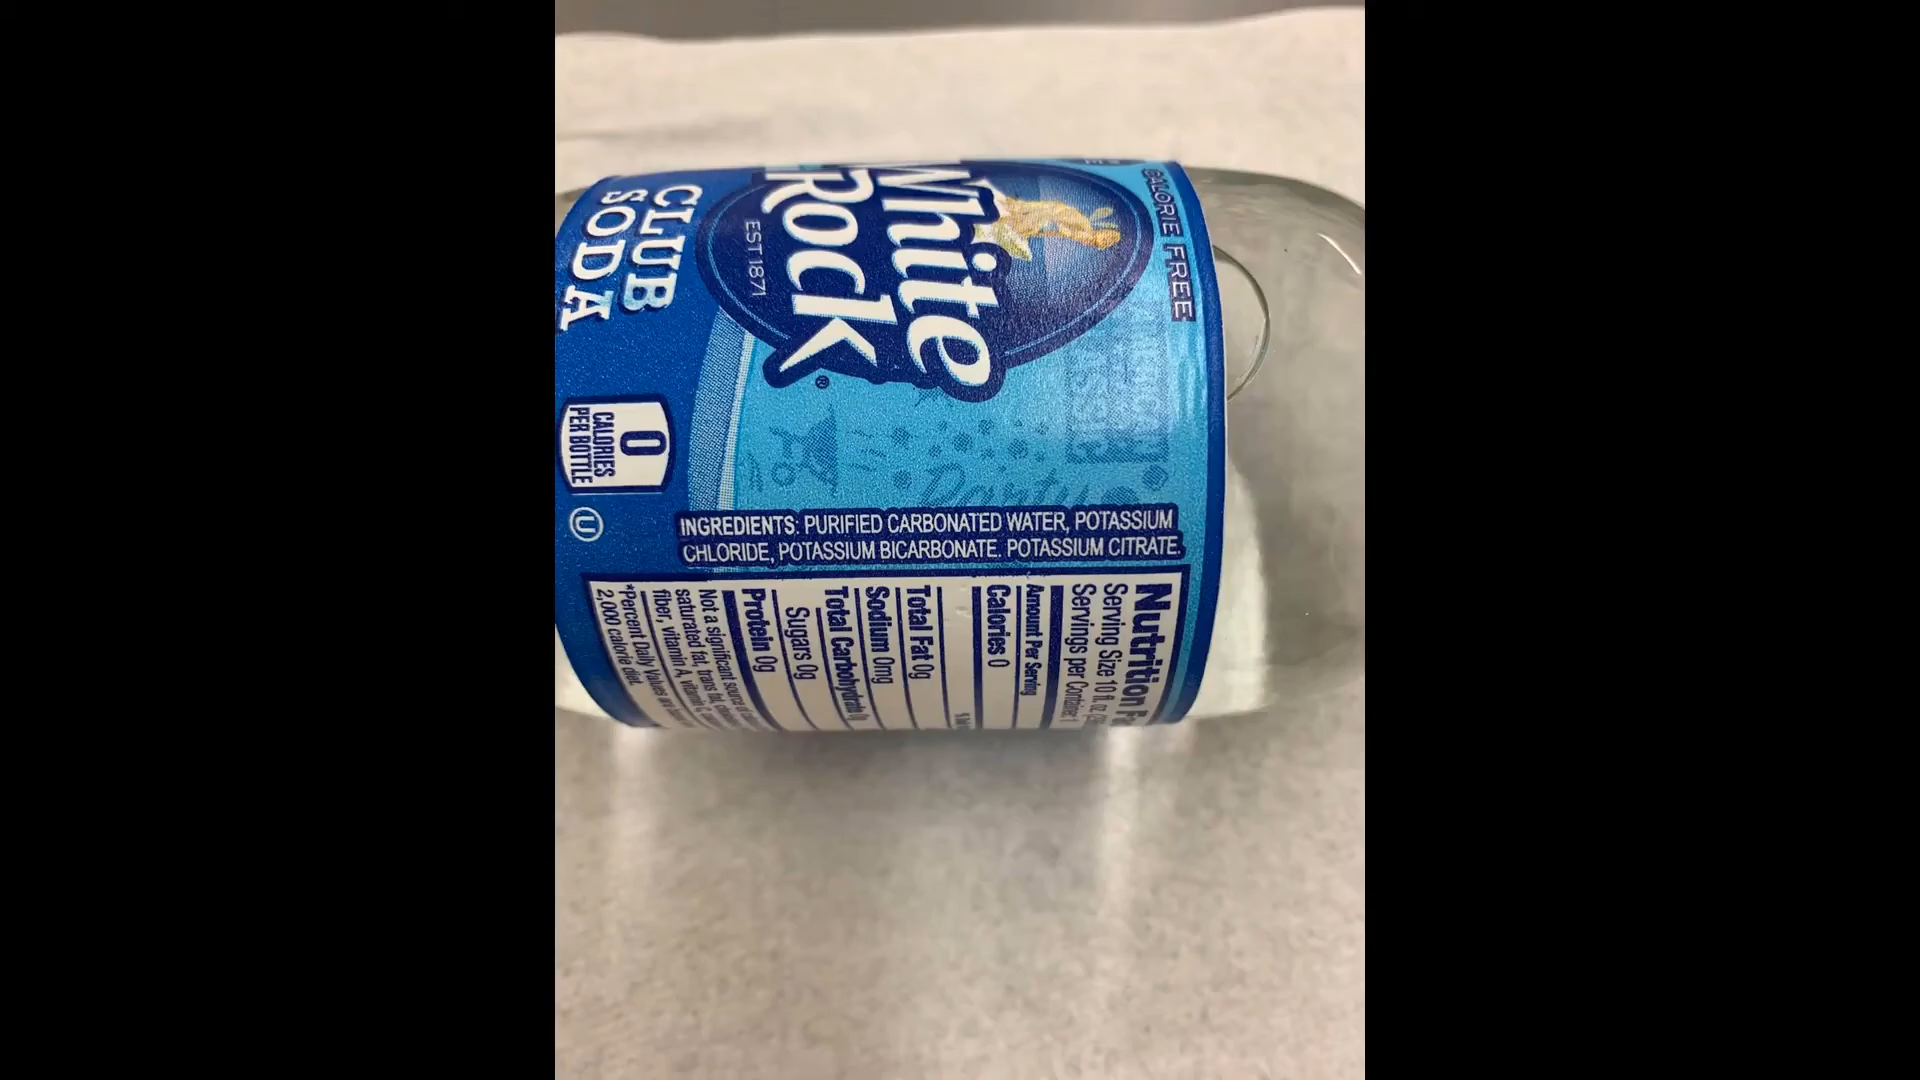 CALORIE FREE
White
Rock®
EST 1871
CLUB
SODA
0
CALORIES
PER BOTTLE
U
Party
INGREDIENTS: PURIFIED CARBONATED WATER, POTASSIUM
CHLORIDE, POTASSIUM BICARBONATE. POTASSIUM CITRATE.
Nutrition
Serving Size 10 fl. oz
Servings per Container 1
Amount Per Serving
Calories 0
Total Fat 0g
Sodium 0mg
Total Carbohydrate 0g
Sugars 0g
Protein 0g
Not a significant source of
saturated fat, trans fat,
fiber, vitamin A, vitamin C,
*Percent Daily Values are
2,000 calorie diet.